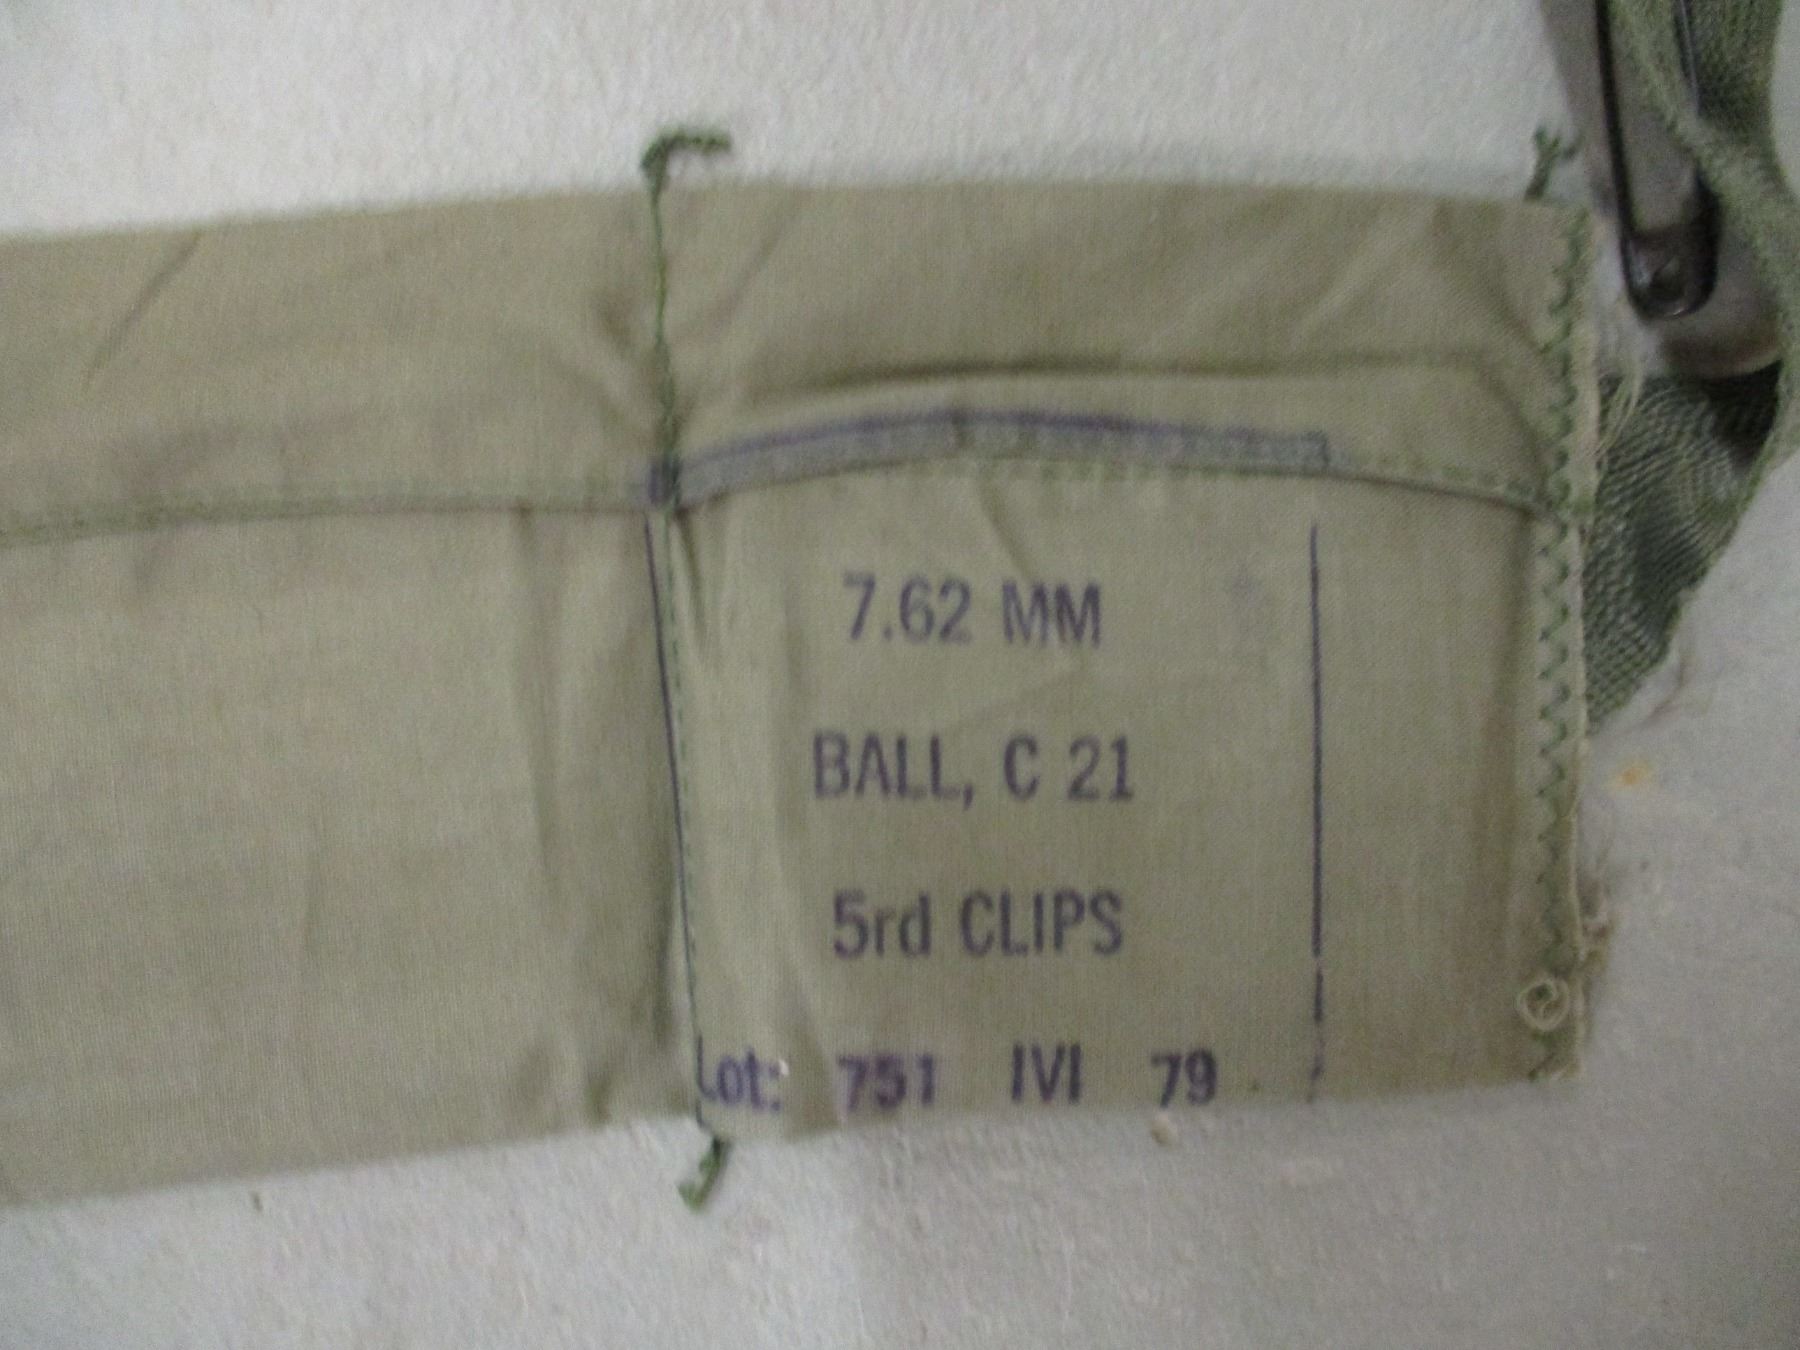 7.62 MM
BALL, C 21
5rd CLIPS
Lot: 751 IVI 79